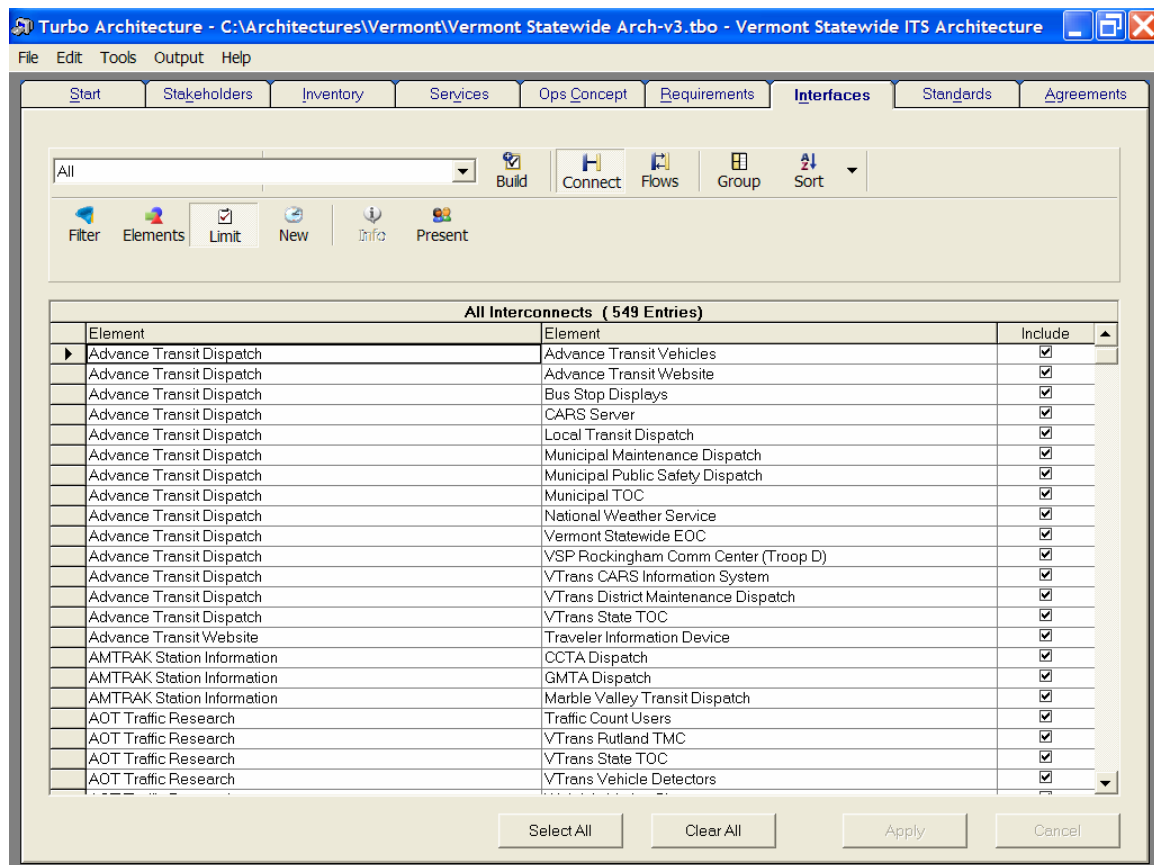 Turbo Architecture - C:\Architectures\Vermont\Vermont Statewide Arch-v3.tbo - Vermont Statewide ITS Architecture
File Edit Tools Output Help
Start Stakeholders Inventory Services Ops Concept Requirements Interfaces Standards Agreements
All Build Connect Flows Group Sort
Filter Elements Limit New Info Present
All Interconnects ( 549 Entries)
Element Element Include
Advance Transit Dispatch Advance Transit Vehicles
Advance Transit Dispatch Advance Transit Website
Advance Transit Dispatch Bus Stop Displays
Advance Transit Dispatch CARS Server
Advance Transit Dispatch Local Transit Dispatch
Advance Transit Dispatch Municipal Maintenance Dispatch
Advance Transit Dispatch Municipal Public Safety Dispatch
Advance Transit Dispatch Municipal TOC
Advance Transit Dispatch National Weather Service
Advance Transit Dispatch Vermont Statewide EOC
Advance Transit Dispatch VSP Rockingham Comm Center (Troop D)
Advance Transit Dispatch VTrans CARS Information System
Advance Transit Dispatch VTrans District Maintenance Dispatch
Advance Transit Dispatch VTrans State TOC
Advance Transit Website Traveler Information Device
AMTRAK Station Information CCTA Dispatch
AMTRAK Station Information GMTA Dispatch
AMTRAK Station Information Marble Valley Transit Dispatch
AOT Traffic Research Traffic Count Users
AOT Traffic Research VTrans Rutland TMC
AOT Traffic Research VTrans State TOC
AOT Traffic Research VTrans Vehicle Detectors
Select All Clear All Apply Cancel